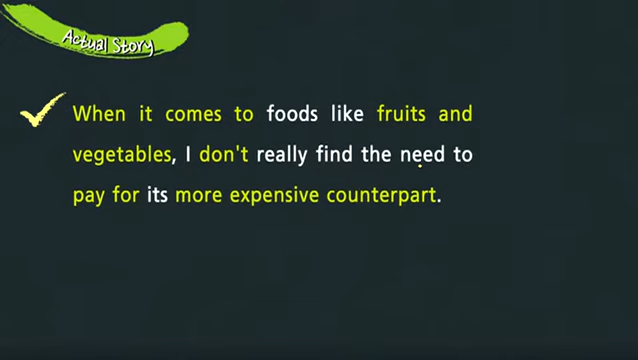 Actual Story
When it comes to foods like fruits and
vegetables, I don't really find the need to
pay for its more expensive counterpart.